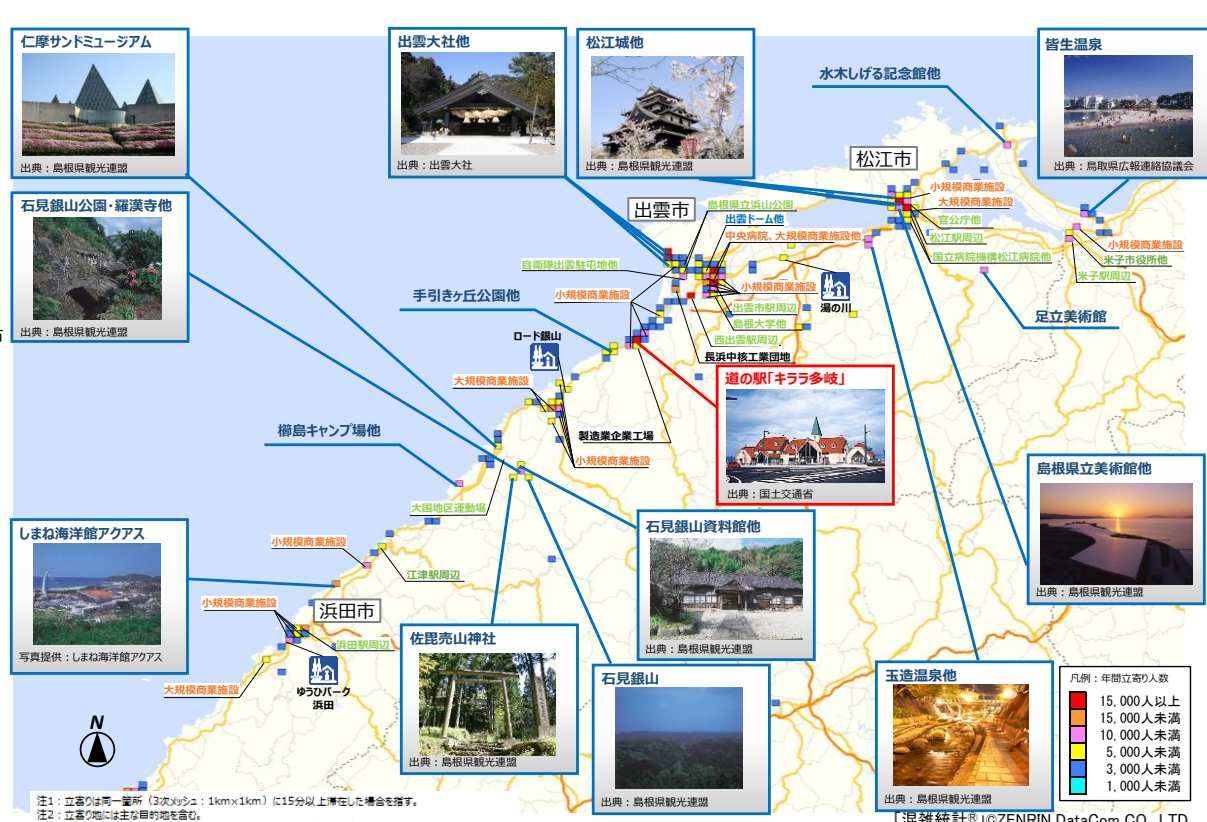 仁摩サンドミュージアム
出典：島根県観光連盟
出雲大社他
出典：出雲大社
松江城他
出典：島根県観光連盟
水木しげる記念館他
皆生温泉
出典：鳥取県広報連絡協議会
松江市
石見銀山公園・羅漢寺他
出典：島根県観光連盟
出雲市
島根県立浜山公園
出雲ドーム他
中央病院、大規模商業施設他
小規模商業施設
大規模商業施設
官公庁他
松江駅周辺
国立病院機構松江病院他
小規模商業施設
米子市役所他
米子駅周辺
自衛隊出雲駐屯地他
小規模商業施設
小規模商業施設
湯の川
手引きヶ丘公園他
出雲市駅周辺
島根大学他
西出雲駅周辺
長浜中核工業団地
足立美術館
ロード銀山
大規模商業施設
道の駅「キララ多岐」
出典：国土交通省
櫛島キャンプ場他
製造業企業工場
小規模商業施設
大国地区運動場
島根県立美術館他
出典：島根県観光連盟
しまね海洋館アクアス
写真提供：しまね海洋館アクアス
小規模商業施設
江津駅周辺
石見銀山資料館他
出典：島根県観光連盟
小規模商業施設
浜田市
浜田駅周辺
大規模商業施設
ゆうひパーク
浜田
佐毘売山神社
出典：島根県観光連盟
石見銀山
出典：島根県観光連盟
玉造温泉他
出典：島根県観光連盟
凡例：年間立寄り人数
15,000人以上
15,000人未満
10,000人未満
5,000人未満
3,000人未満
1,000人未満
N
注1：立寄りは同一箇所（3次メッシュ：1km×1km）に15分以上滞在した場合を指す。
注2：立寄り地には主な目的地を含む。
「混雑統計®」©ZENRIN DataCom CO., LTD